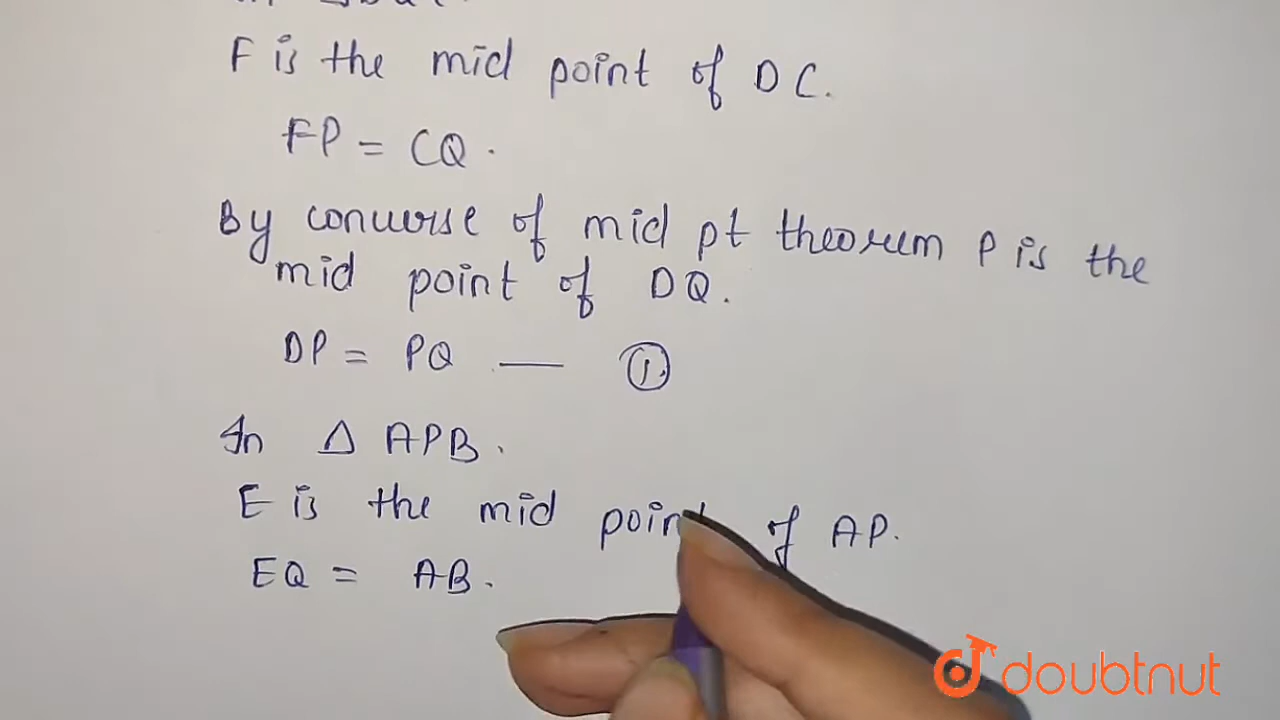 F is the mid point of DC.
FP = CQ.
By converse of mid pt theorem P is the
mid point of DQ.
DP = PQ — 1
In Δ APB.
E is the mid point of AP.
EQ = AB.
doubtnut